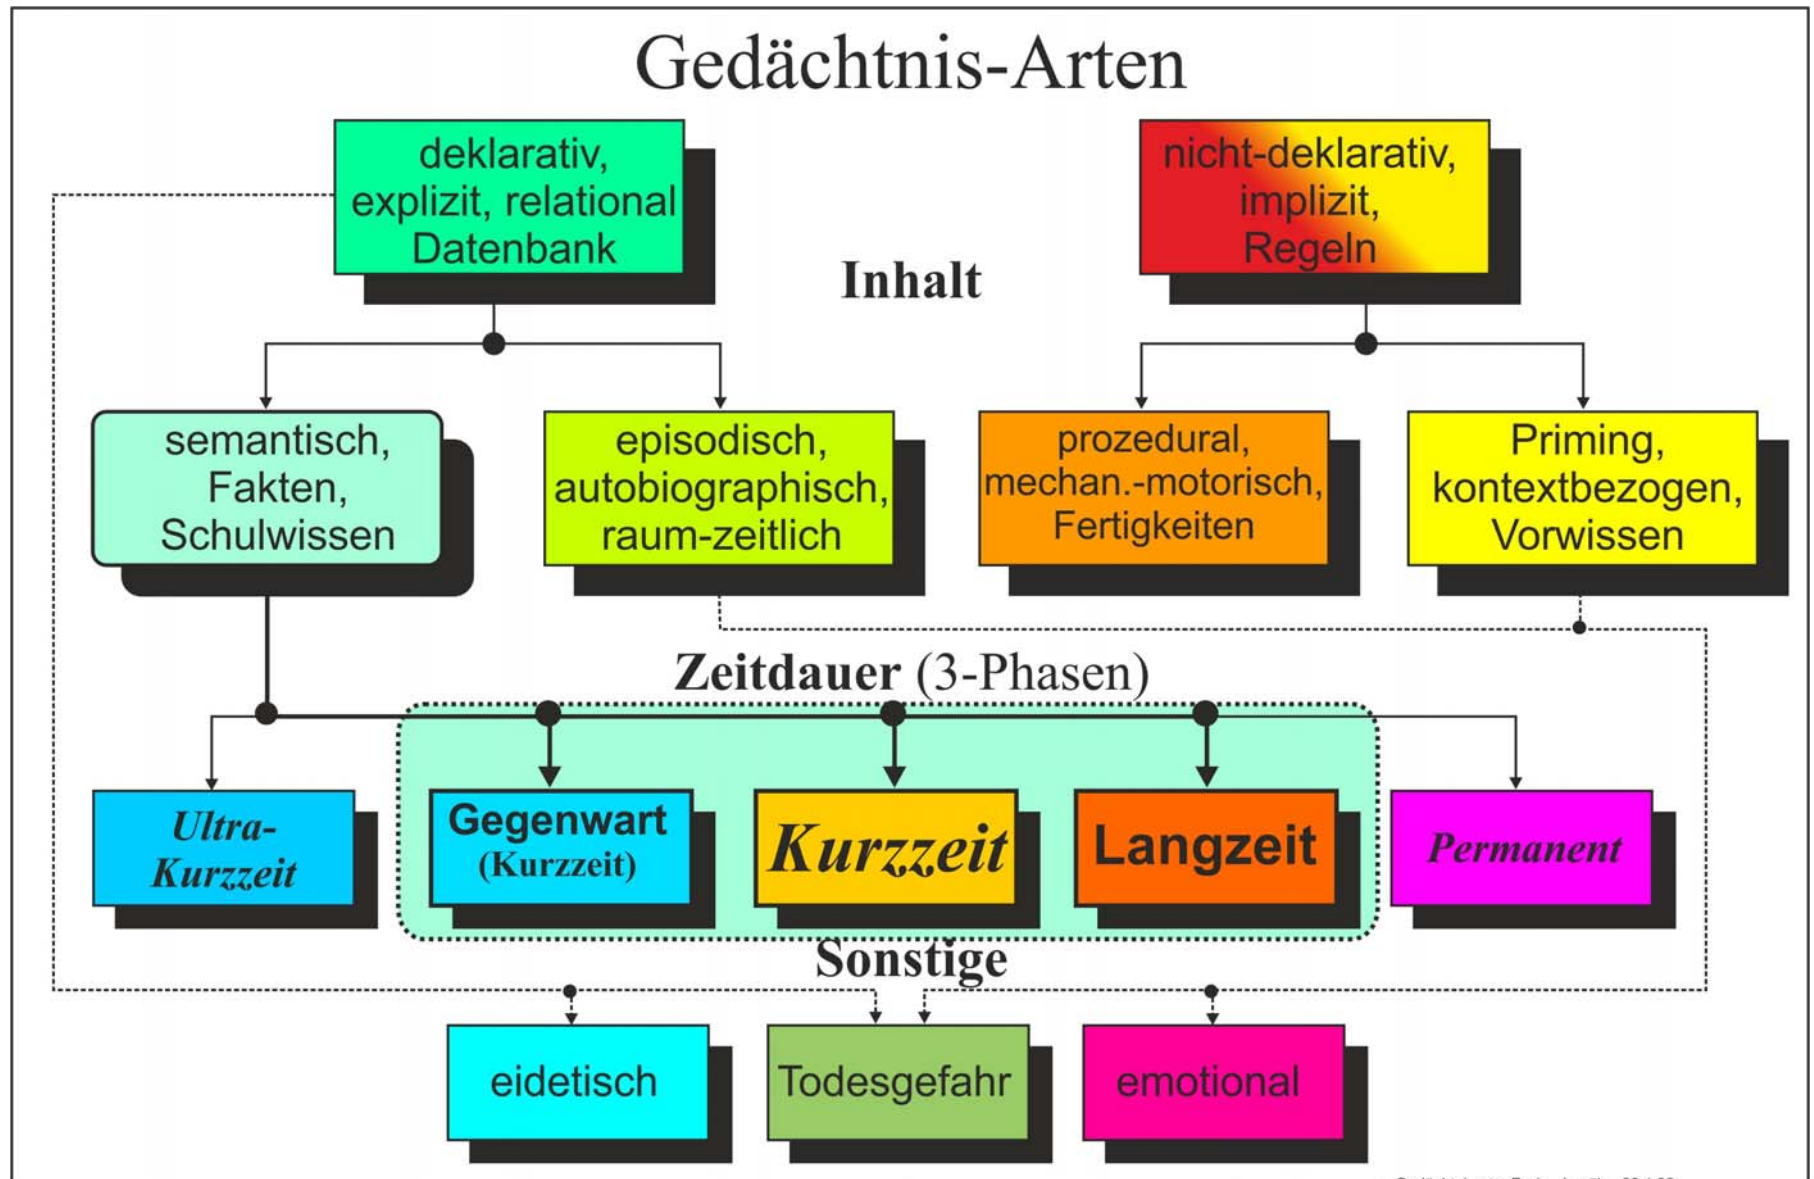 Gedächtnis-Arten
deklarativ,
explizit, relational
Datenbank
nicht-deklarativ,
implizit,
Regeln
Inhalt
semantisch,
Fakten,
Schulwissen
episodisch,
autobiographisch,
raum-zeitlich
prozedural,
mechan.-motorisch,
Fertigkeiten
Priming,
kontextbezogen,
Vorwissen
Zeitdauer (3-Phasen)
Ultra-
Kurzzeit
Gegenwart
(Kurzzeit)
Kurzzeit
Langzeit
Permanent
Sonstige
eidetisch
Todesgefahr
emotional